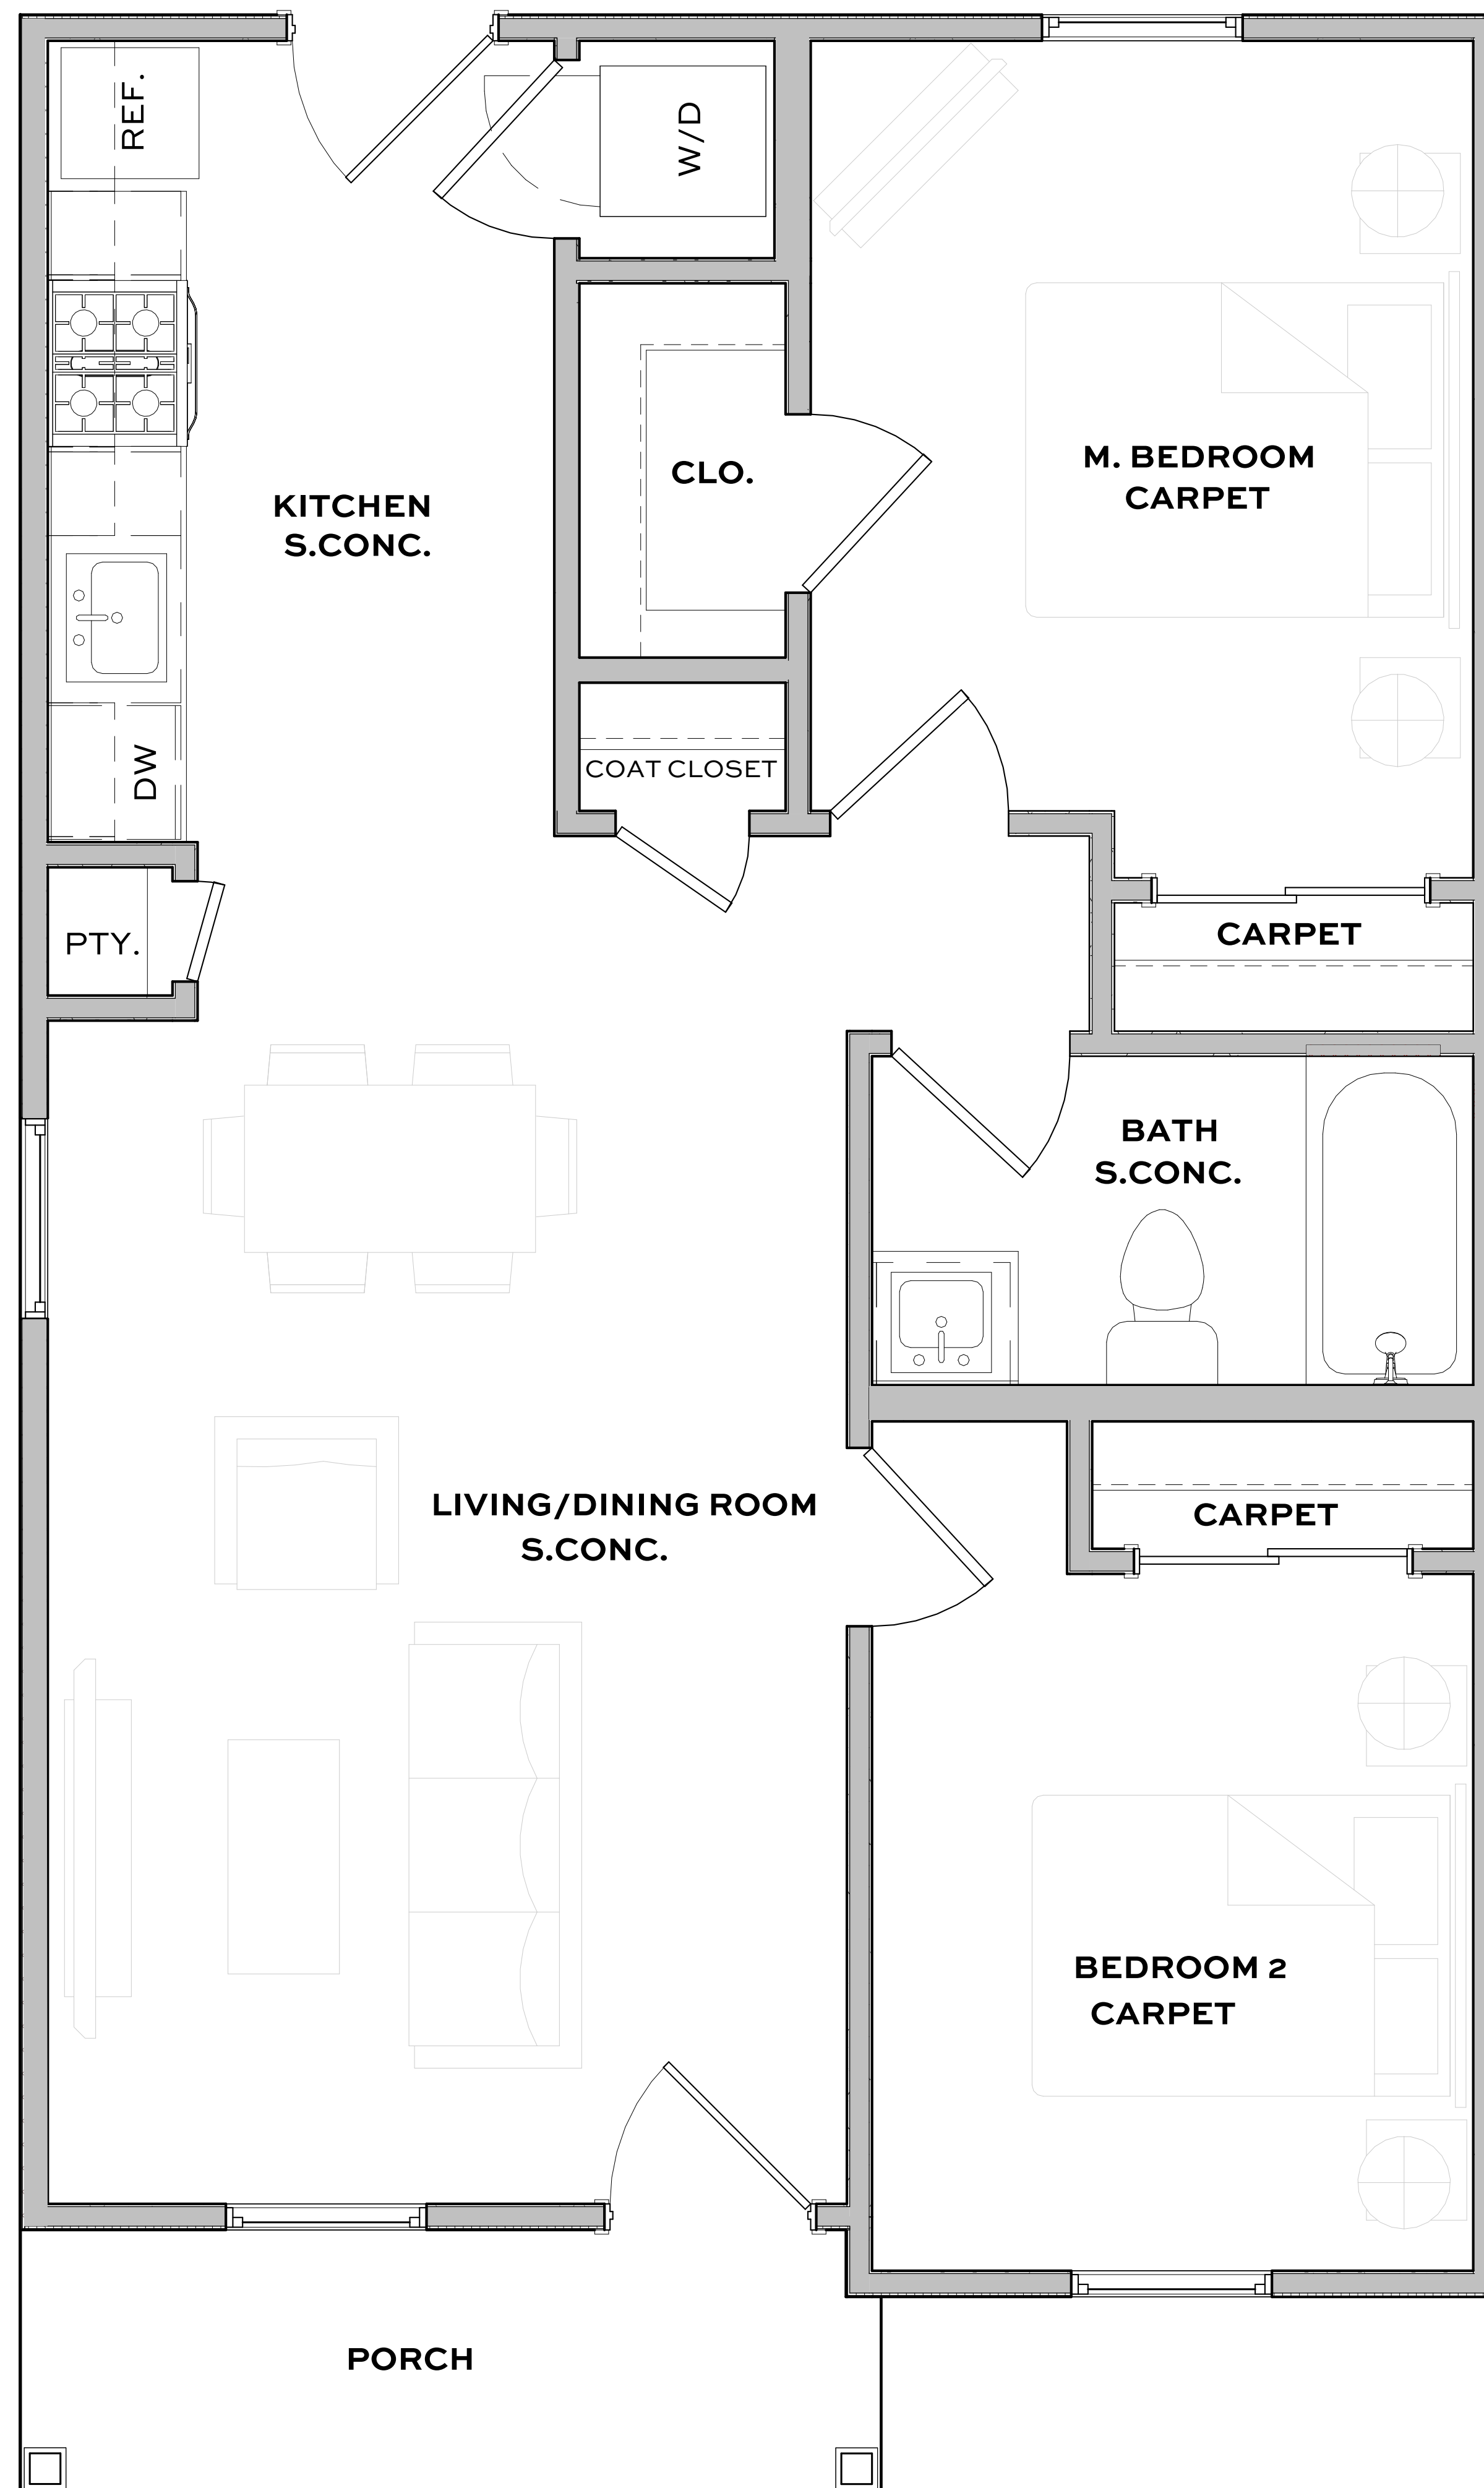 REF.
W/D
M. BEDROOM
CARPET
CLO.
KITCHEN
S.CONC.
DW
COAT CLOSET
PTY.
CARPET
BATH
S.CONC.
LIVING/DINING ROOM
S.CONC.
CARPET
BEDROOM 2
CARPET
PORCH